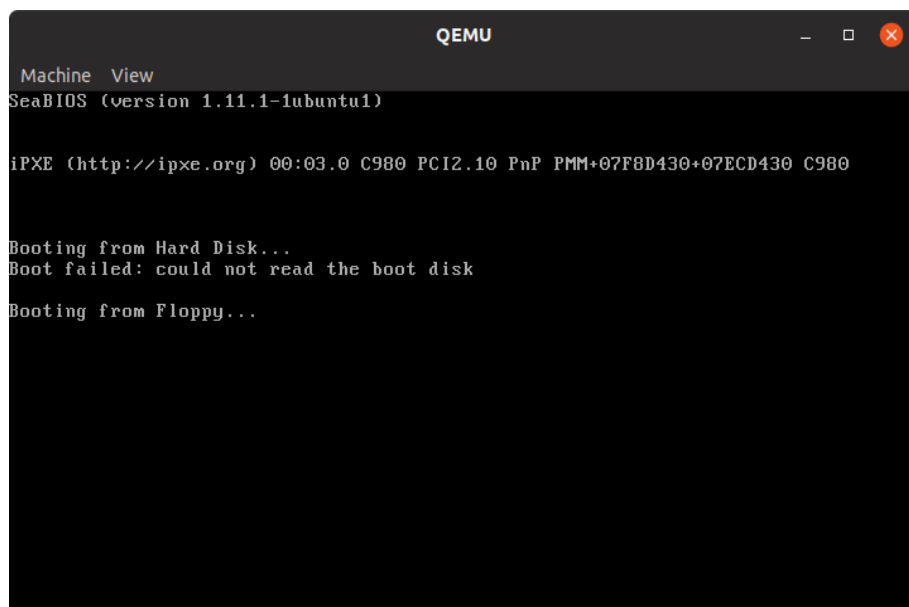 QEMU
Machine View
SeaBIOS (version 1.11.1-1ubuntu1)
iPXE (http://ipxe.org) 00:03.0 C980 PCI2.10 PnP PMM+07F8D430+07ECD430 C980
Booting from Hard Disk...
Boot failed: could not read the boot disk
Booting from Floppy...